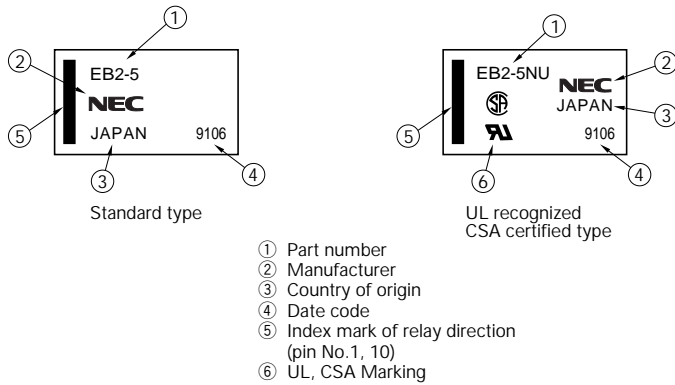 ①
EB2-5
② NEC
⑤ JAPAN 9106
③ ④
Standard type
①
EB2-5NU
NEC ②
JAPAN ③
⑤ 9106
⑥ ④
UL recognized
CSA certified type
① Part number
② Manufacturer
③ Country of origin
④ Date code
⑤ Index mark of relay direction
(pin No.1, 10)
⑥ UL, CSA Marking